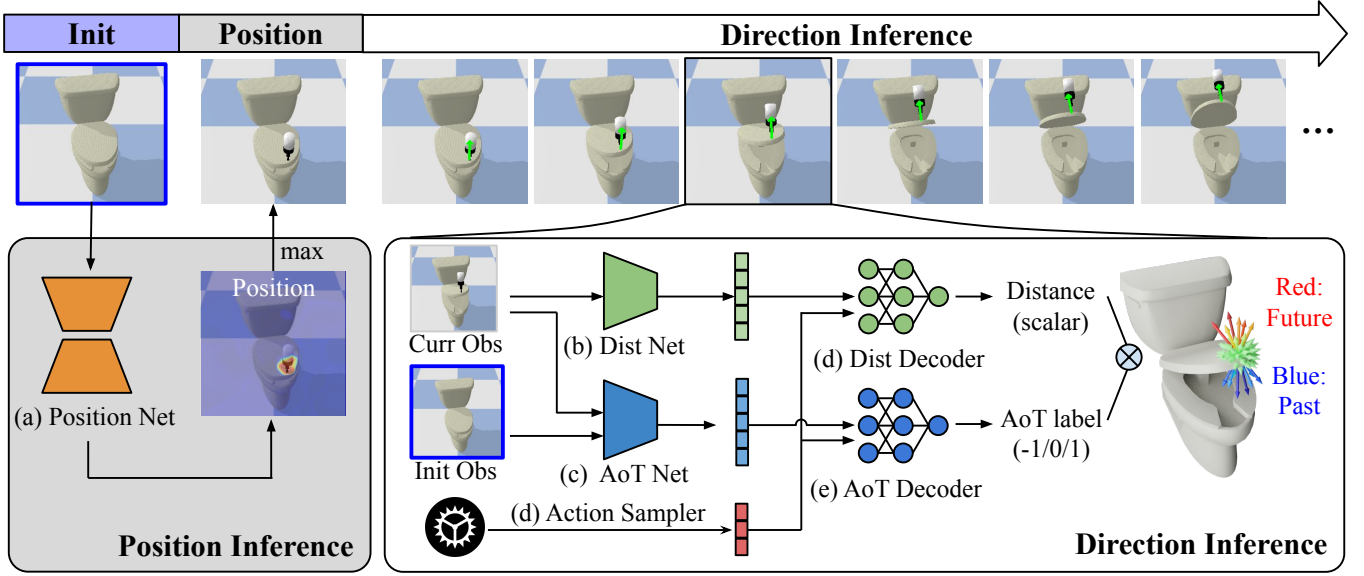 Init
Position
Direction Inference
...
max
Position
(a) Position Net
Position Inference
Curr Obs
Init Obs
(b) Dist Net
(c) AoT Net
(d) Action Sampler
(d) Dist Decoder
(e) AoT Decoder
Distance
(scalar)
AoT label
(-1/0/1)
Red:
Future
Blue:
Past
Direction Inference